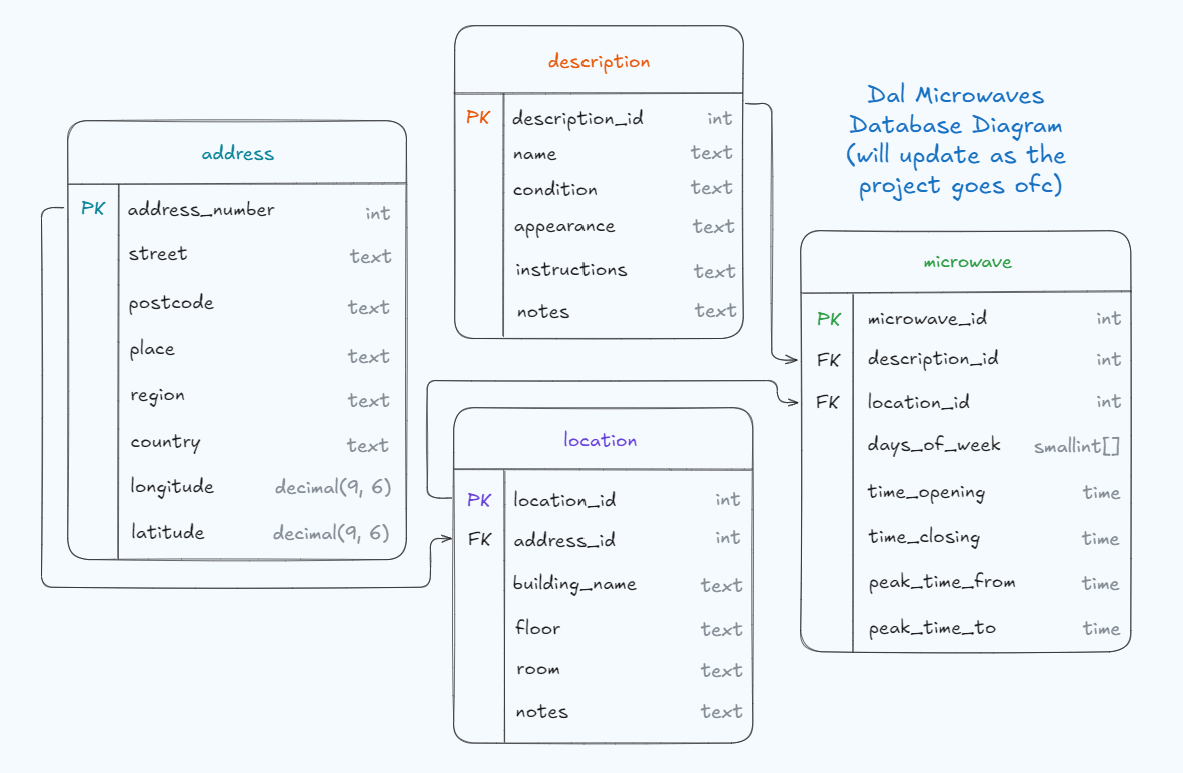 description
PK description_id int
name text
condition text
appearance text
instructions text
notes text
Dal Microwaves
Database Diagram
(will update as the
project goes ofc)
address
PK address_number int
street text
postcode text
place text
region text
country text
longitude decimal(9, 6)
latitude decimal(9, 6)
location
PK location_id int
FK address_id int
building_name text
floor text
room text
notes text
microwave
PK microwave_id int
FK description_id int
FK location_id int
days_of_week smallint[]
time_opening time
time_closing time
peak_time_from time
peak_time_to time